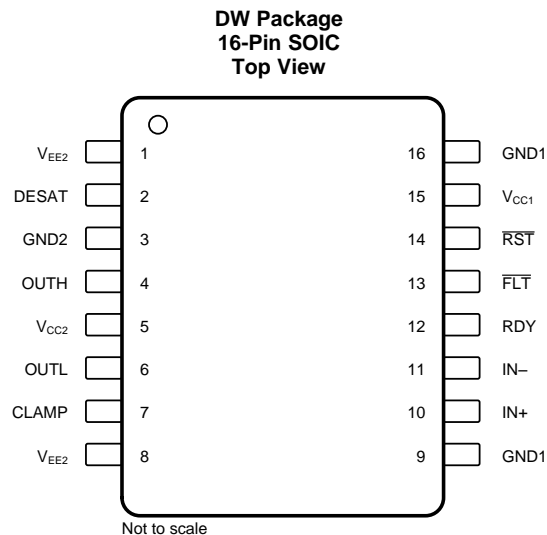 DW Package
16-Pin SOIC
Top View
VEE2 1 16 GND1
DESAT 2 15 VCC1
GND2 3 14 RST
OUTH 4 13 FLT
VCC2 5 12 RDY
OUTL 6 11 IN–
CLAMP 7 10 IN+
VEE2 8 9 GND1
Not to scale